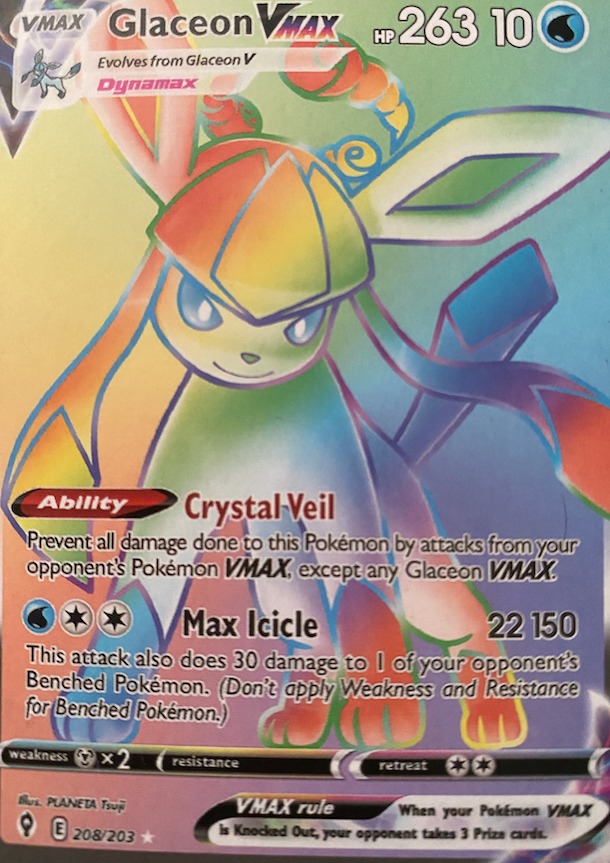 VMAX Glaceon VMAX HP 263 10
Evolves from Glaceon V
Dynamax
Ability Crystal Veil
Prevent all damage done to this Pokémon by attacks from your
opponent's Pokémon VMAX, except any Glaceon VMAX.
Max Icicle 22 150
This attack also does 30 damage to 1 of your opponent's
Benched Pokémon. (Don't apply Weakness and Resistance
for Benched Pokémon.)
weakness ×2 resistance retreat
Illus. PLANETA Tsuji
VMAX rule When your Pokémon VMAX
is Knocked Out, your opponent takes 3 Prize cards.
E 208/203